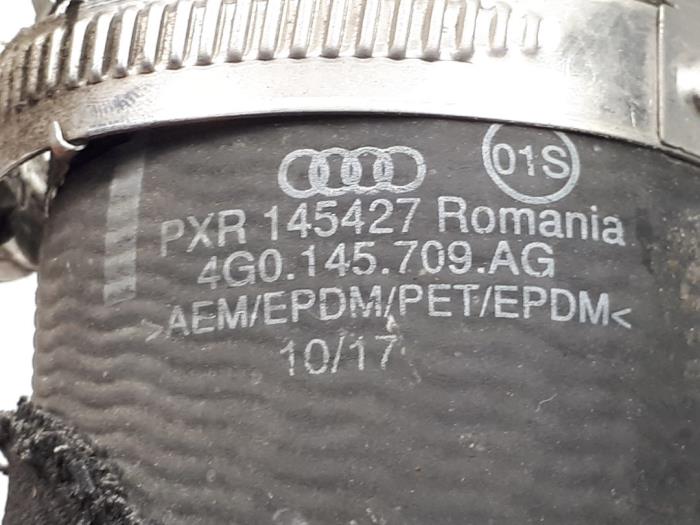 01S
PXR 145427 Romania
4G0.145.709.AG
>AEM/EPDM/PET/EPDM<
10/17